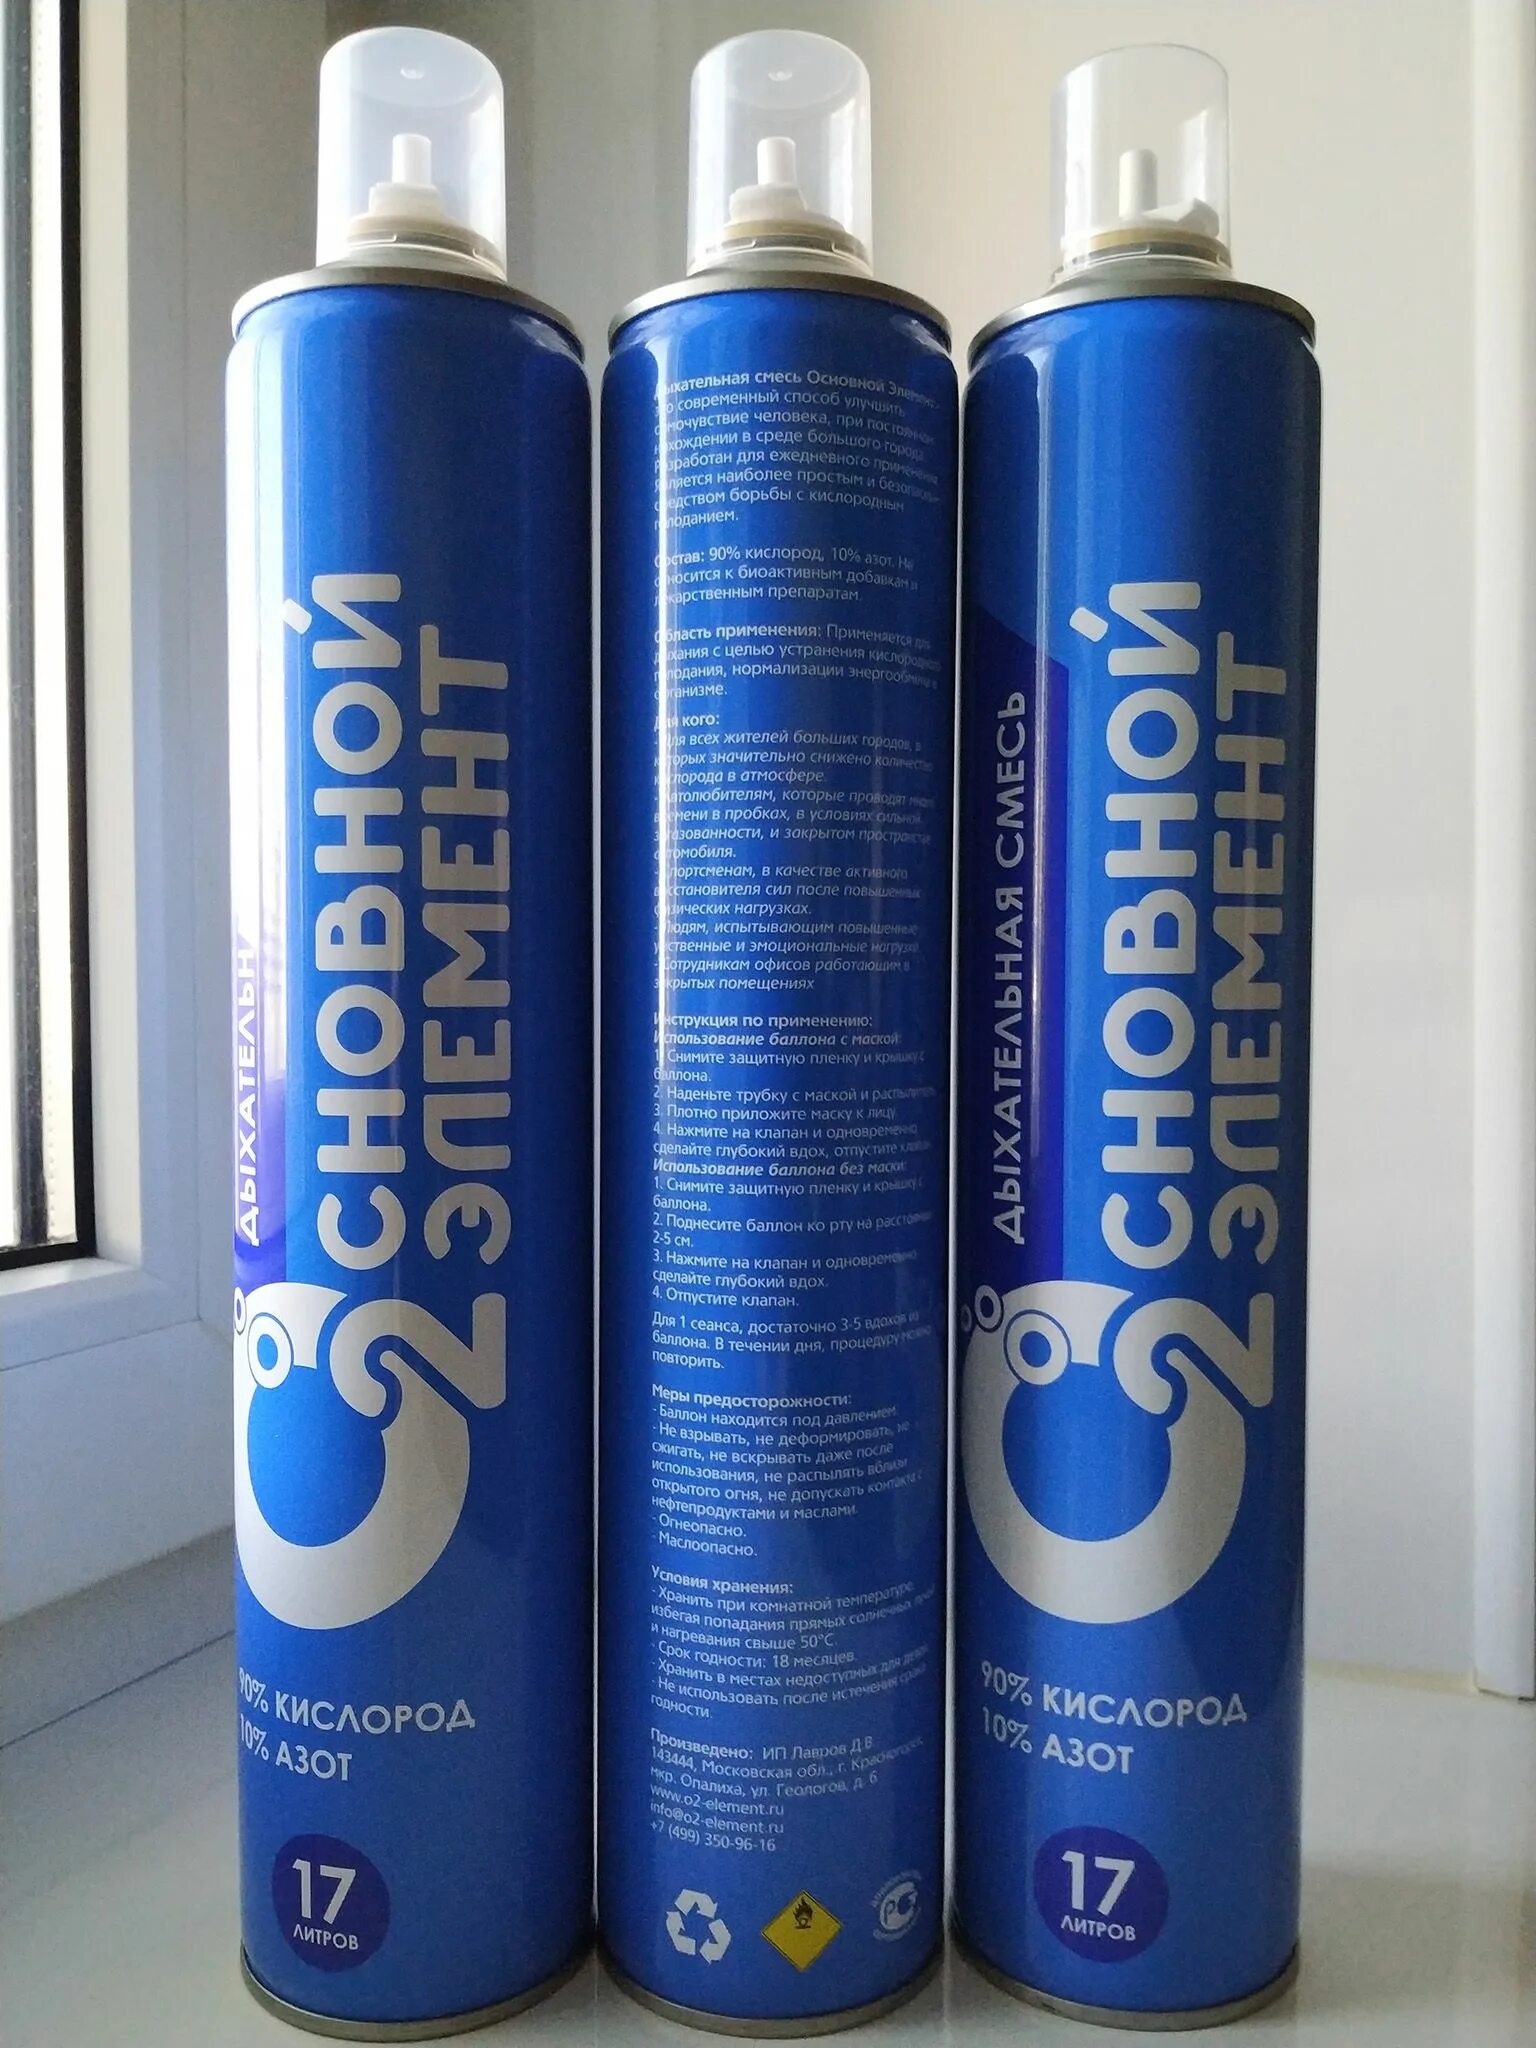 ДЫХАТЕЛЬН
ОСНОВНОЙ
ЭЛЕМЕНТ
2
90% КИСЛОРОД
10% АЗОТ
17
ЛИТРОВ
Дыхательная смесь Основной
современный способ улучшить
самочувствие человека, при
в среде большого города.
Разработан для ежедневного
Является наиболее простым и
средством борьбы с кислородным
голоданием.
Состав: 90% кислород, 10% азот. Не
относится к биоактивным добавкам и
лекарственным препаратам.
Область применения: Применяется для
дыхания с целью устранения кислородного
голодания, нормализации энергообмена в
организме.
Для кого:
- Для всех жителей больших городов, в
которых значительно снижено количество
кислорода в атмосфере.
- Автолюбителям, которые проводят много
времени в пробках, в условиях сильной
загазованности, и закрытом пространстве
автомобиля.
- Спортсменам, в качестве активного
восстановителя сил после повышенных
физических нагрузках.
- Людям, испытывающим повышенные
умственные и эмоциональные нагрузки.
- Сотрудникам офисов работающим в
закрытых помещениях
Инструкция по применению:
Использование баллона с маской:
1. Снимите защитную пленку и крышку с
баллона.
2. Наденьте трубку с маской и распылитель
3. Плотно приложите маску к лицу.
4. Нажмите на клапан и одновременно
сделайте глубокий вдох, отпустите клапан.
Использование баллона без маски:
1. Снимите защитную пленку и крышку с
баллона.
2. Поднесите баллон ко рту на расстояние
2-5 см.
3. Нажмите на клапан и одновременно
сделайте глубокий вдох.
4. Отпустите клапан.
Для 1 сеанса, достаточно 3-5 вдохов из
баллона. В течении дня, процедуру можно
повторить.
Меры предосторожности:
- Баллон находится под давлением.
- Не взрывать, не деформировать, не
сжигать, не вскрывать даже после
использования, не распылять вблизи
открытого огня, не допускать контакта с
нефтепродуктами и маслами.
- Огнеопасно.
- Маслоопасно.
Условия хранения:
- Хранить при комнатной температуре,
избегая попадания прямых солнечных лучей
и нагревания свыше 50°С.
- Срок годности: 18 месяцев.
- Хранить в местах недоступных для детей
- Не использовать после истечения срока
годности.
Произведено: ИП Лавров Д.В.
143444, Московская обл., г. Красногорск,
мкр. Опалиха, ул. Геологов, д. 6
www.o2-element.ru
info@o2-element.ru
+7 (499) 350-96-16
РСТ
ДЫХАТЕЛЬНАЯ СМЕСЬ
ОСНОВНОЙ
ЭЛЕМЕНТ
2
90% КИСЛОРОД
10% АЗОТ
17
ЛИТРОВ